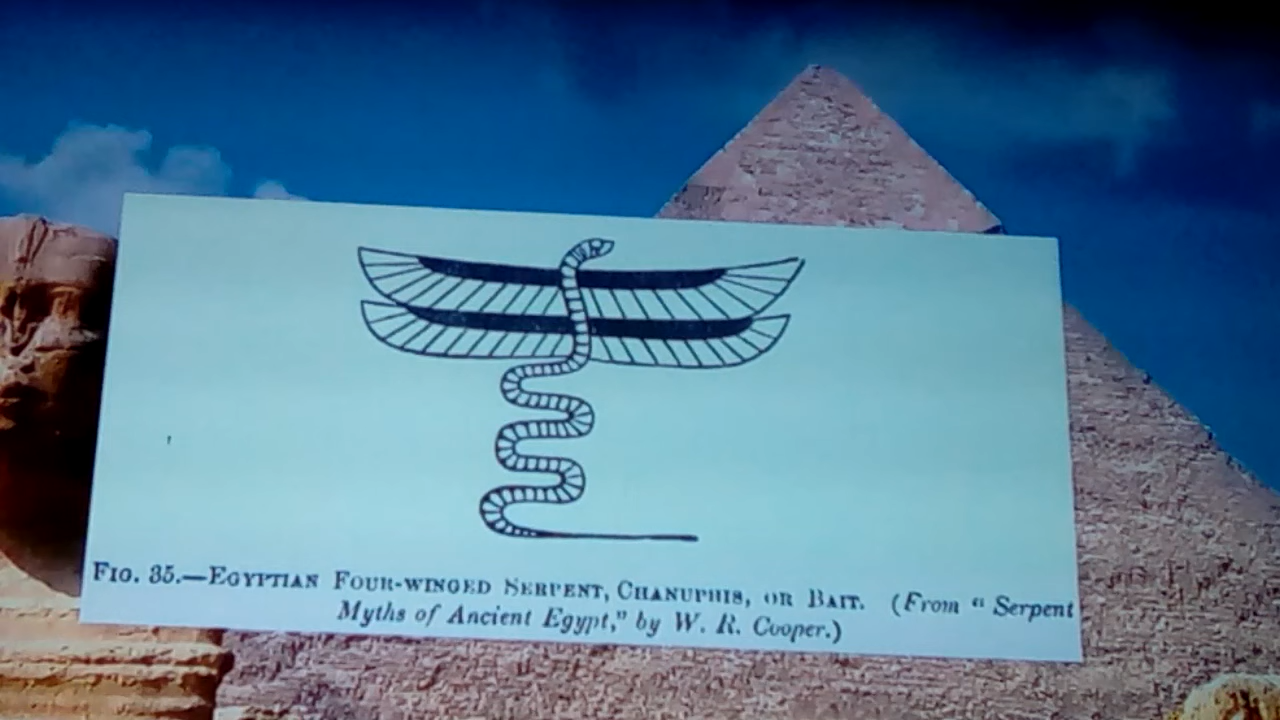 FIG. 35.—EGYPTIAN FOUR-WINGED SERPENT, CHANUPHIS, OR BAIT. (From "Serpent
Myths of Ancient Egypt," by W. R. Cooper.)